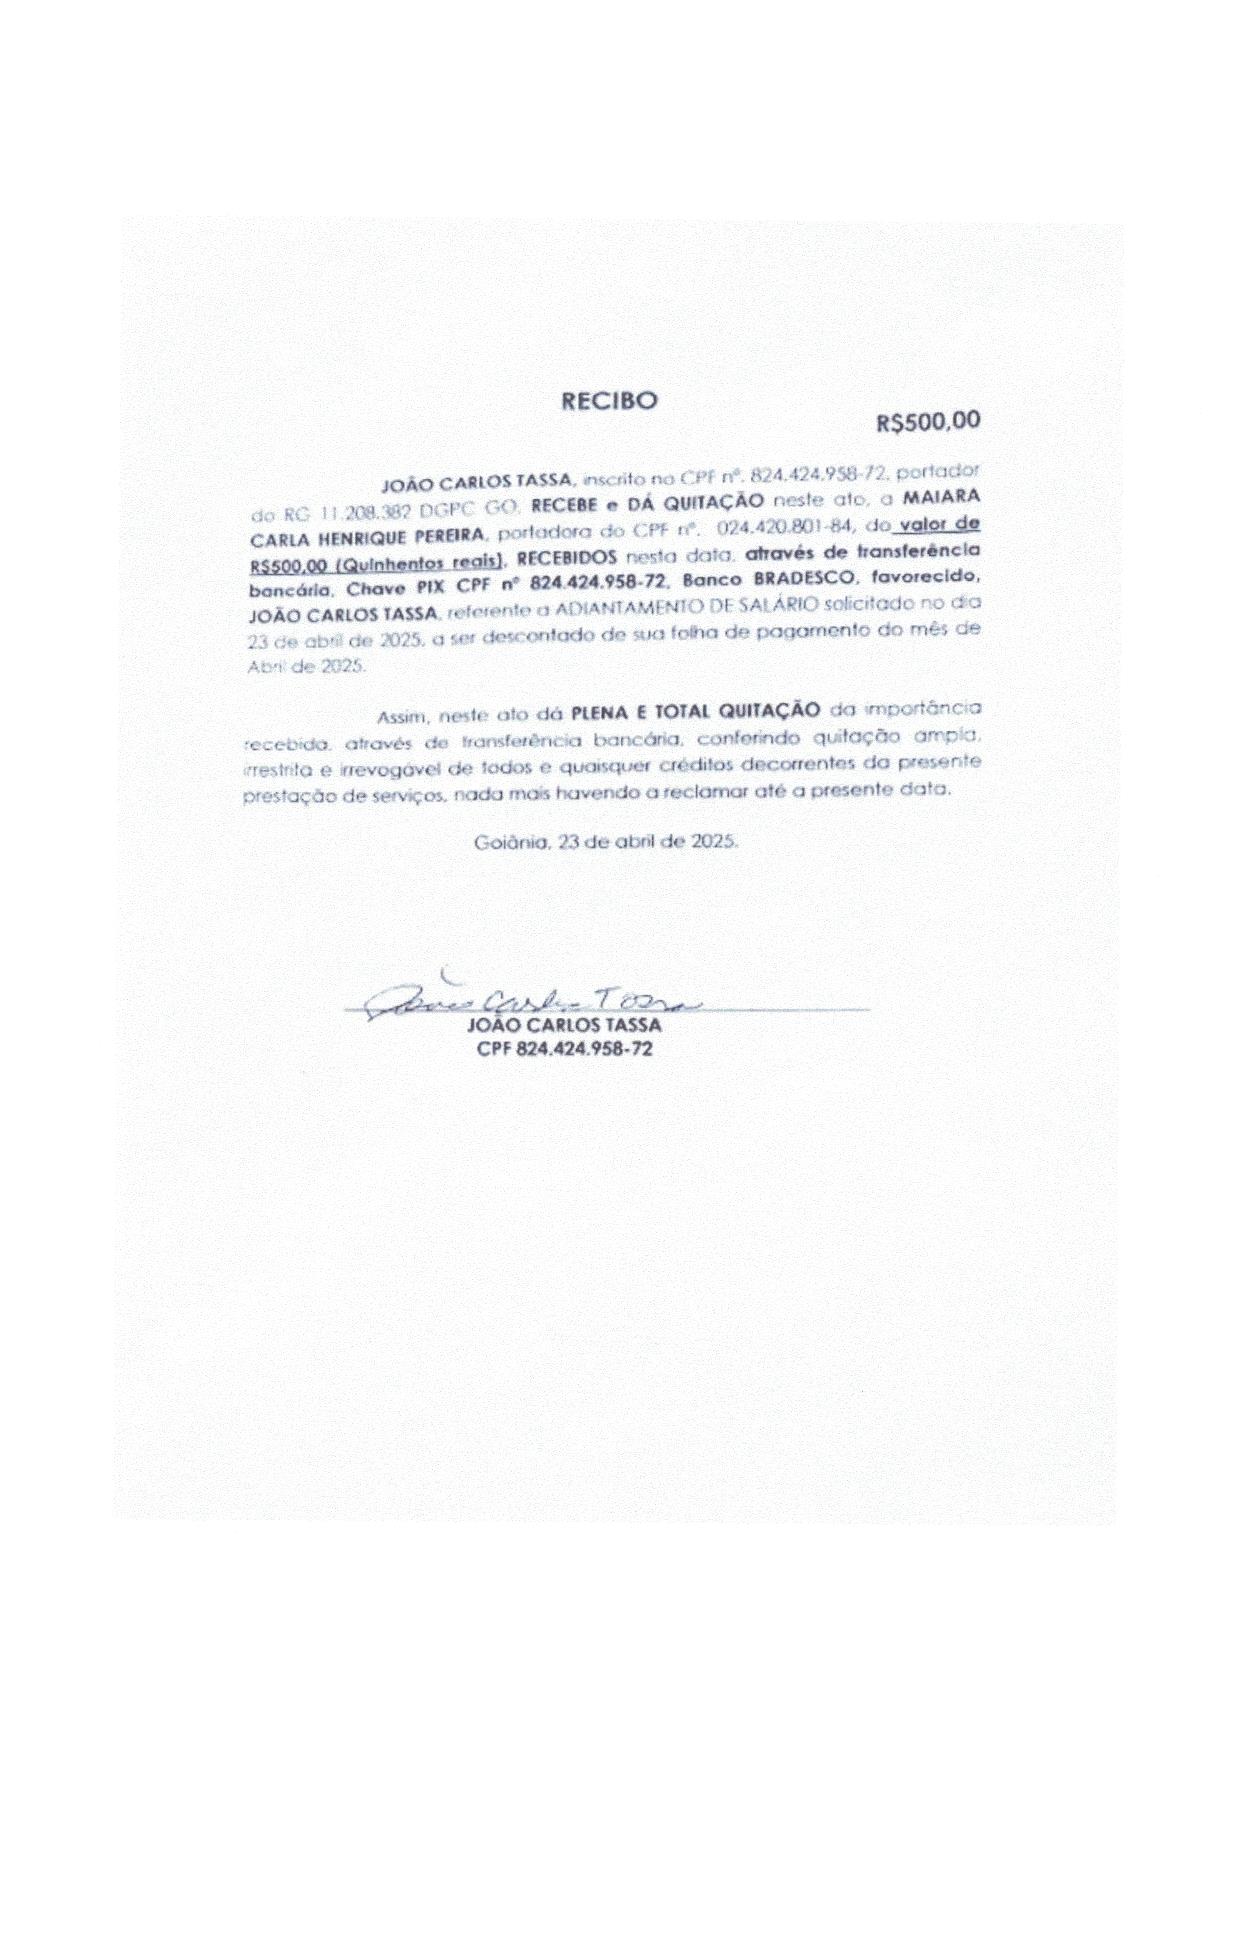 RECIBO
R$500,00
JOÃO CARLOS TASSA, inscrito no CPF nº. 824.424.958-72, portador
do RG 11.208.382 DGPC GO, RECEBE e DÁ QUITAÇÃO neste ato, a MAIARA
CARLA HENRIQUE PEREIRA, portadora do CPF nº. 024.420.801-84, do valor de
R$500,00 (Quinhentos reais), RECEBIDOS nesta data, através de transferência
bancária, Chave PIX CPF nº 824.424.958-72, Banco BRADESCO, favorecido,
JOÃO CARLOS TASSA, referente a ADIANTAMENTO DE SALÁRIO solicitado no dia
23 de abril de 2025, a ser descontado de sua folha de pagamento do mês de
Abril de 2025.
Assim, neste ato dá PLENA E TOTAL QUITAÇÃO da importância
recebida, através de transferência bancária, conferindo quitação ampla,
irrestrita e irrevogável de todos e quaisquer créditos decorrentes da presente
prestação de serviços, nada mais havendo a reclamar até a presente data.
Goiânia, 23 de abril de 2025.
João Carlos Tassa
JOÃO CARLOS TASSA
CPF 824.424.958-72